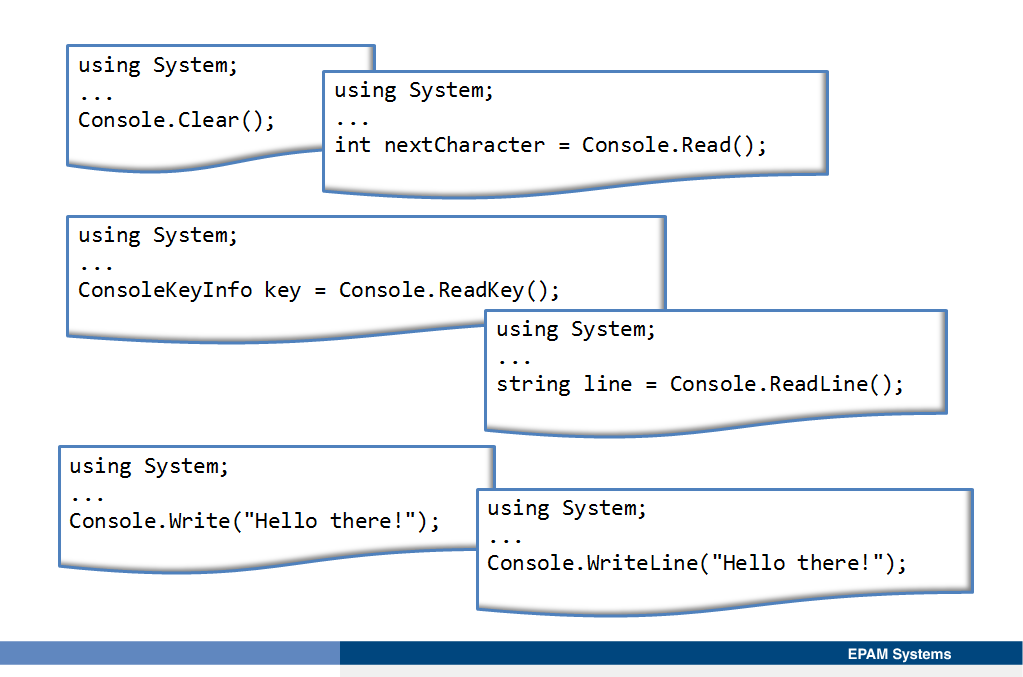 using System;
...
Console.Clear();
using System;
...
int nextCharacter = Console.Read();
using System;
...
ConsoleKeyInfo key = Console.ReadKey();
using System;
...
string line = Console.ReadLine();
using System;
...
Console.Write("Hello there!");
using System;
...
Console.WriteLine("Hello there!");
EPAM Systems